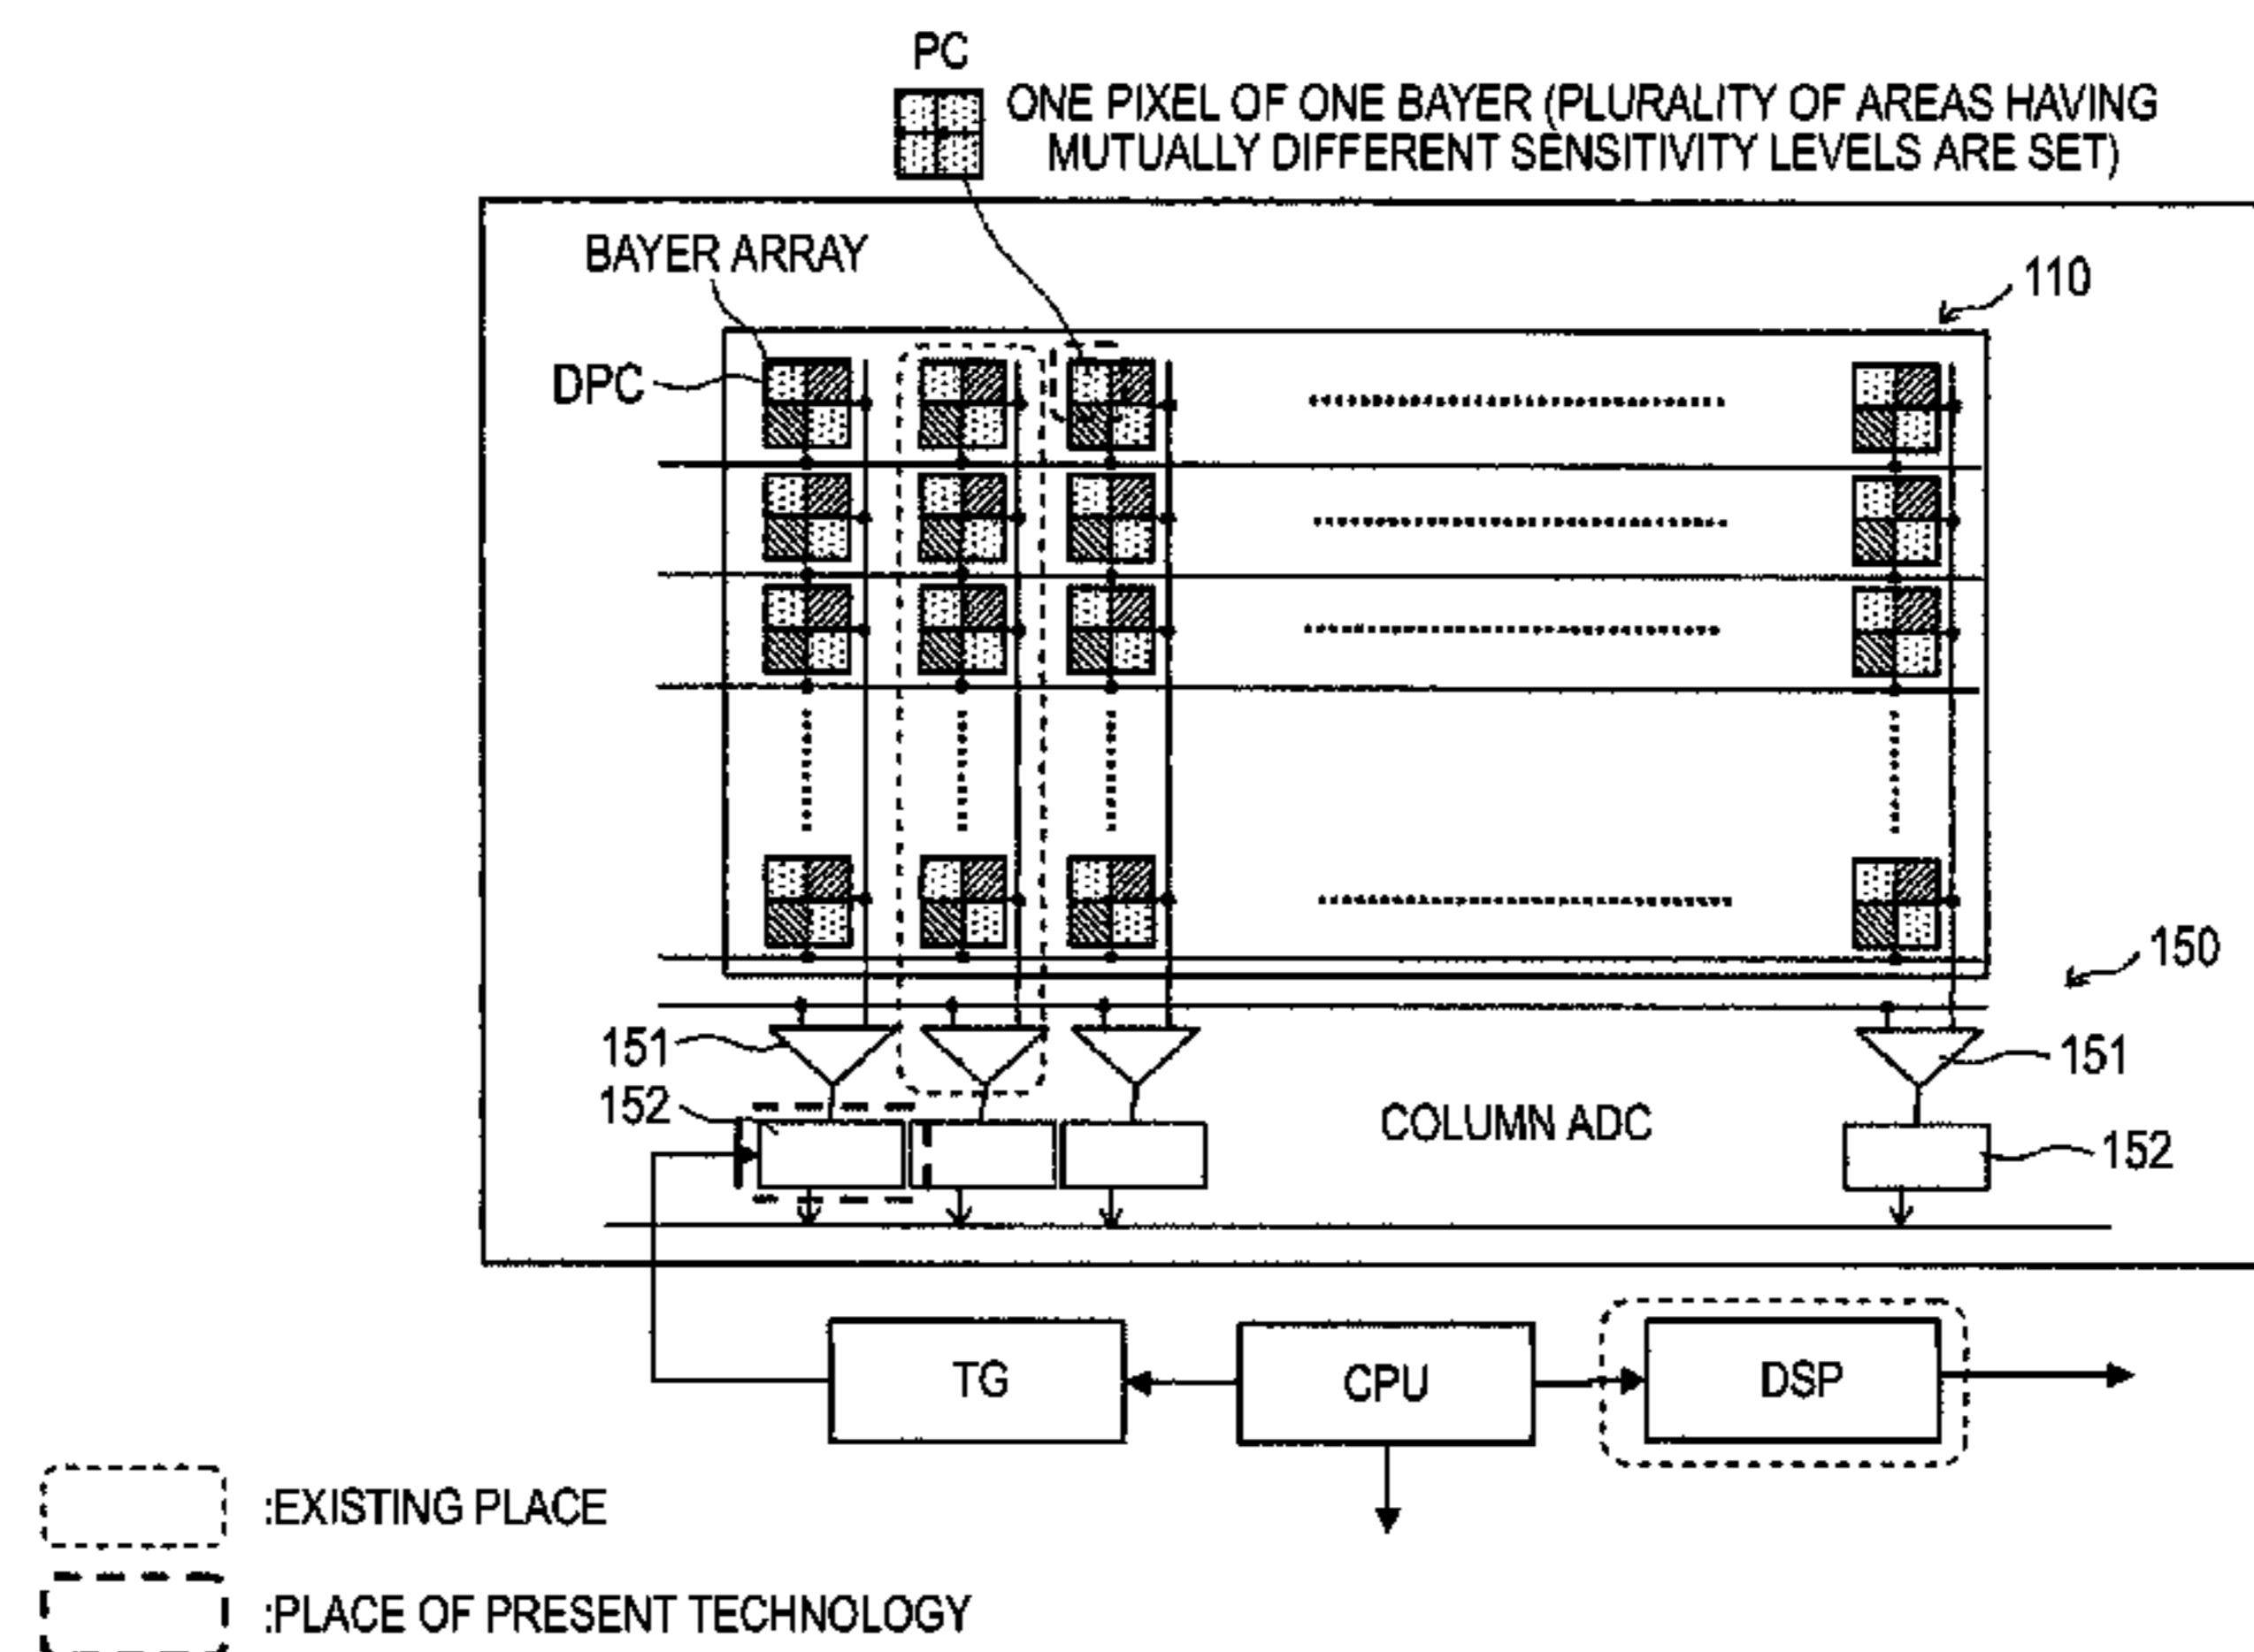 PC
ONE PIXEL OF ONE BAYER (PLURALITY OF AREAS HAVING
MUTUALLY DIFFERENT SENSITIVITY LEVELS ARE SET)
BAYER ARRAY
110
DPC
150
151
151
152
COLUMN ADC
152
TG
CPU
DSP
:EXISTING PLACE
:PLACE OF PRESENT TECHNOLOGY